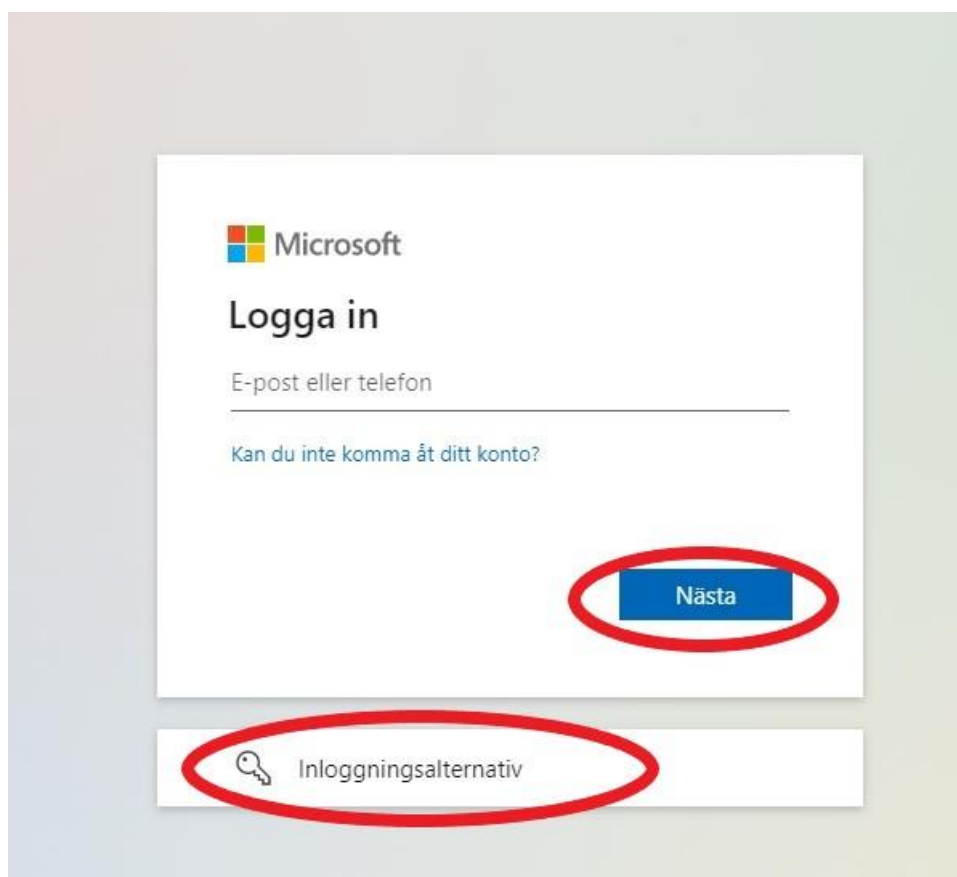 Microsoft
Logga in
E-post eller telefon
Kan du inte komma åt ditt konto?
Nästa
Inloggningsalternativ